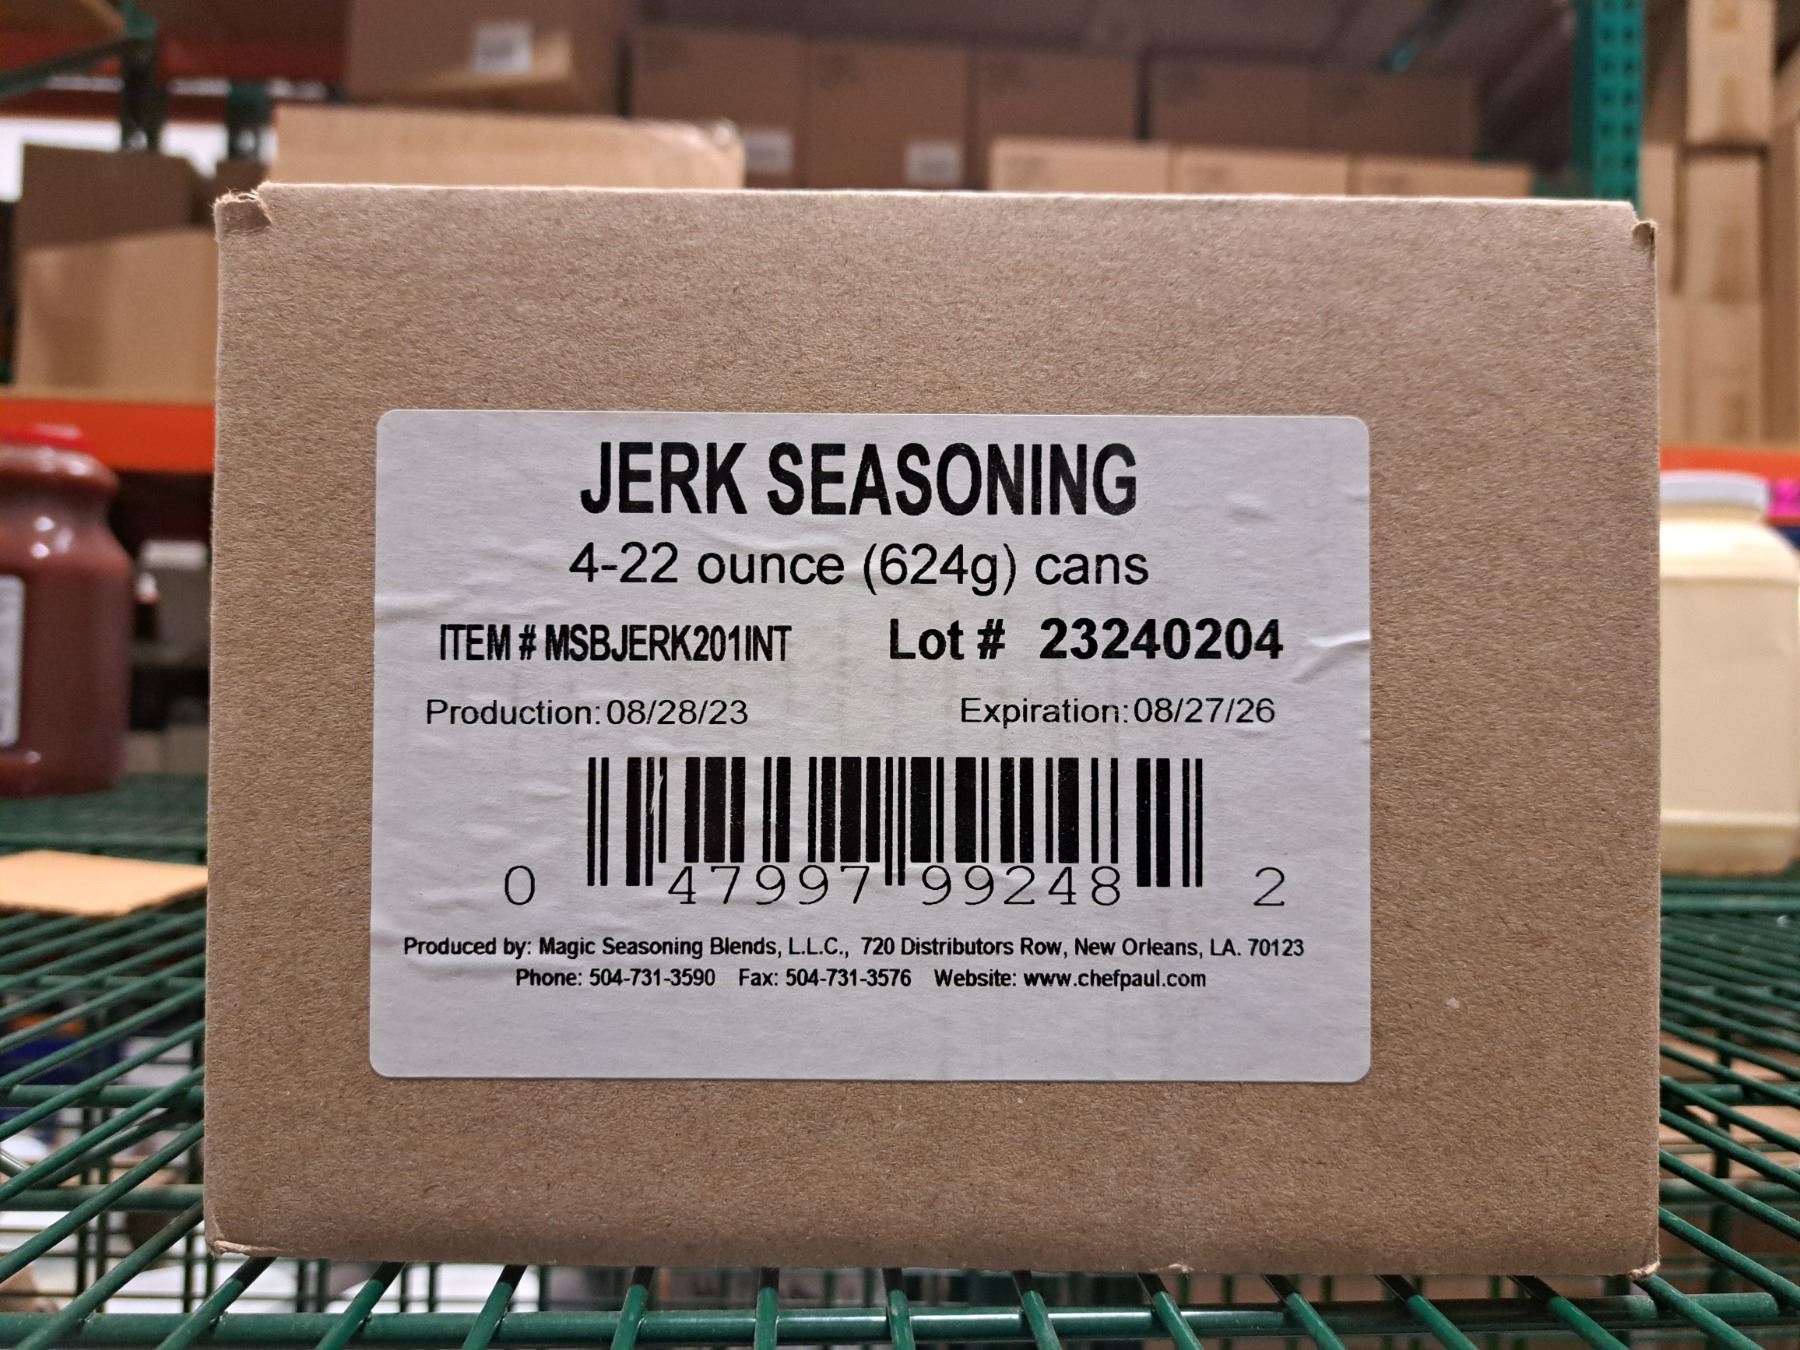 JERK SEASONING
4-22 ounce (624g) cans
ITEM # MSBJERK201INT Lot # 23240204
Production: 08/28/23 Expiration: 08/27/26
0 47997 99248 2
Produced by: Magic Seasoning Blends, L.L.C., 720 Distributors Row, New Orleans, LA. 70123
Phone: 504-731-3590 Fax: 504-731-3576 Website: www.chefpaul.com